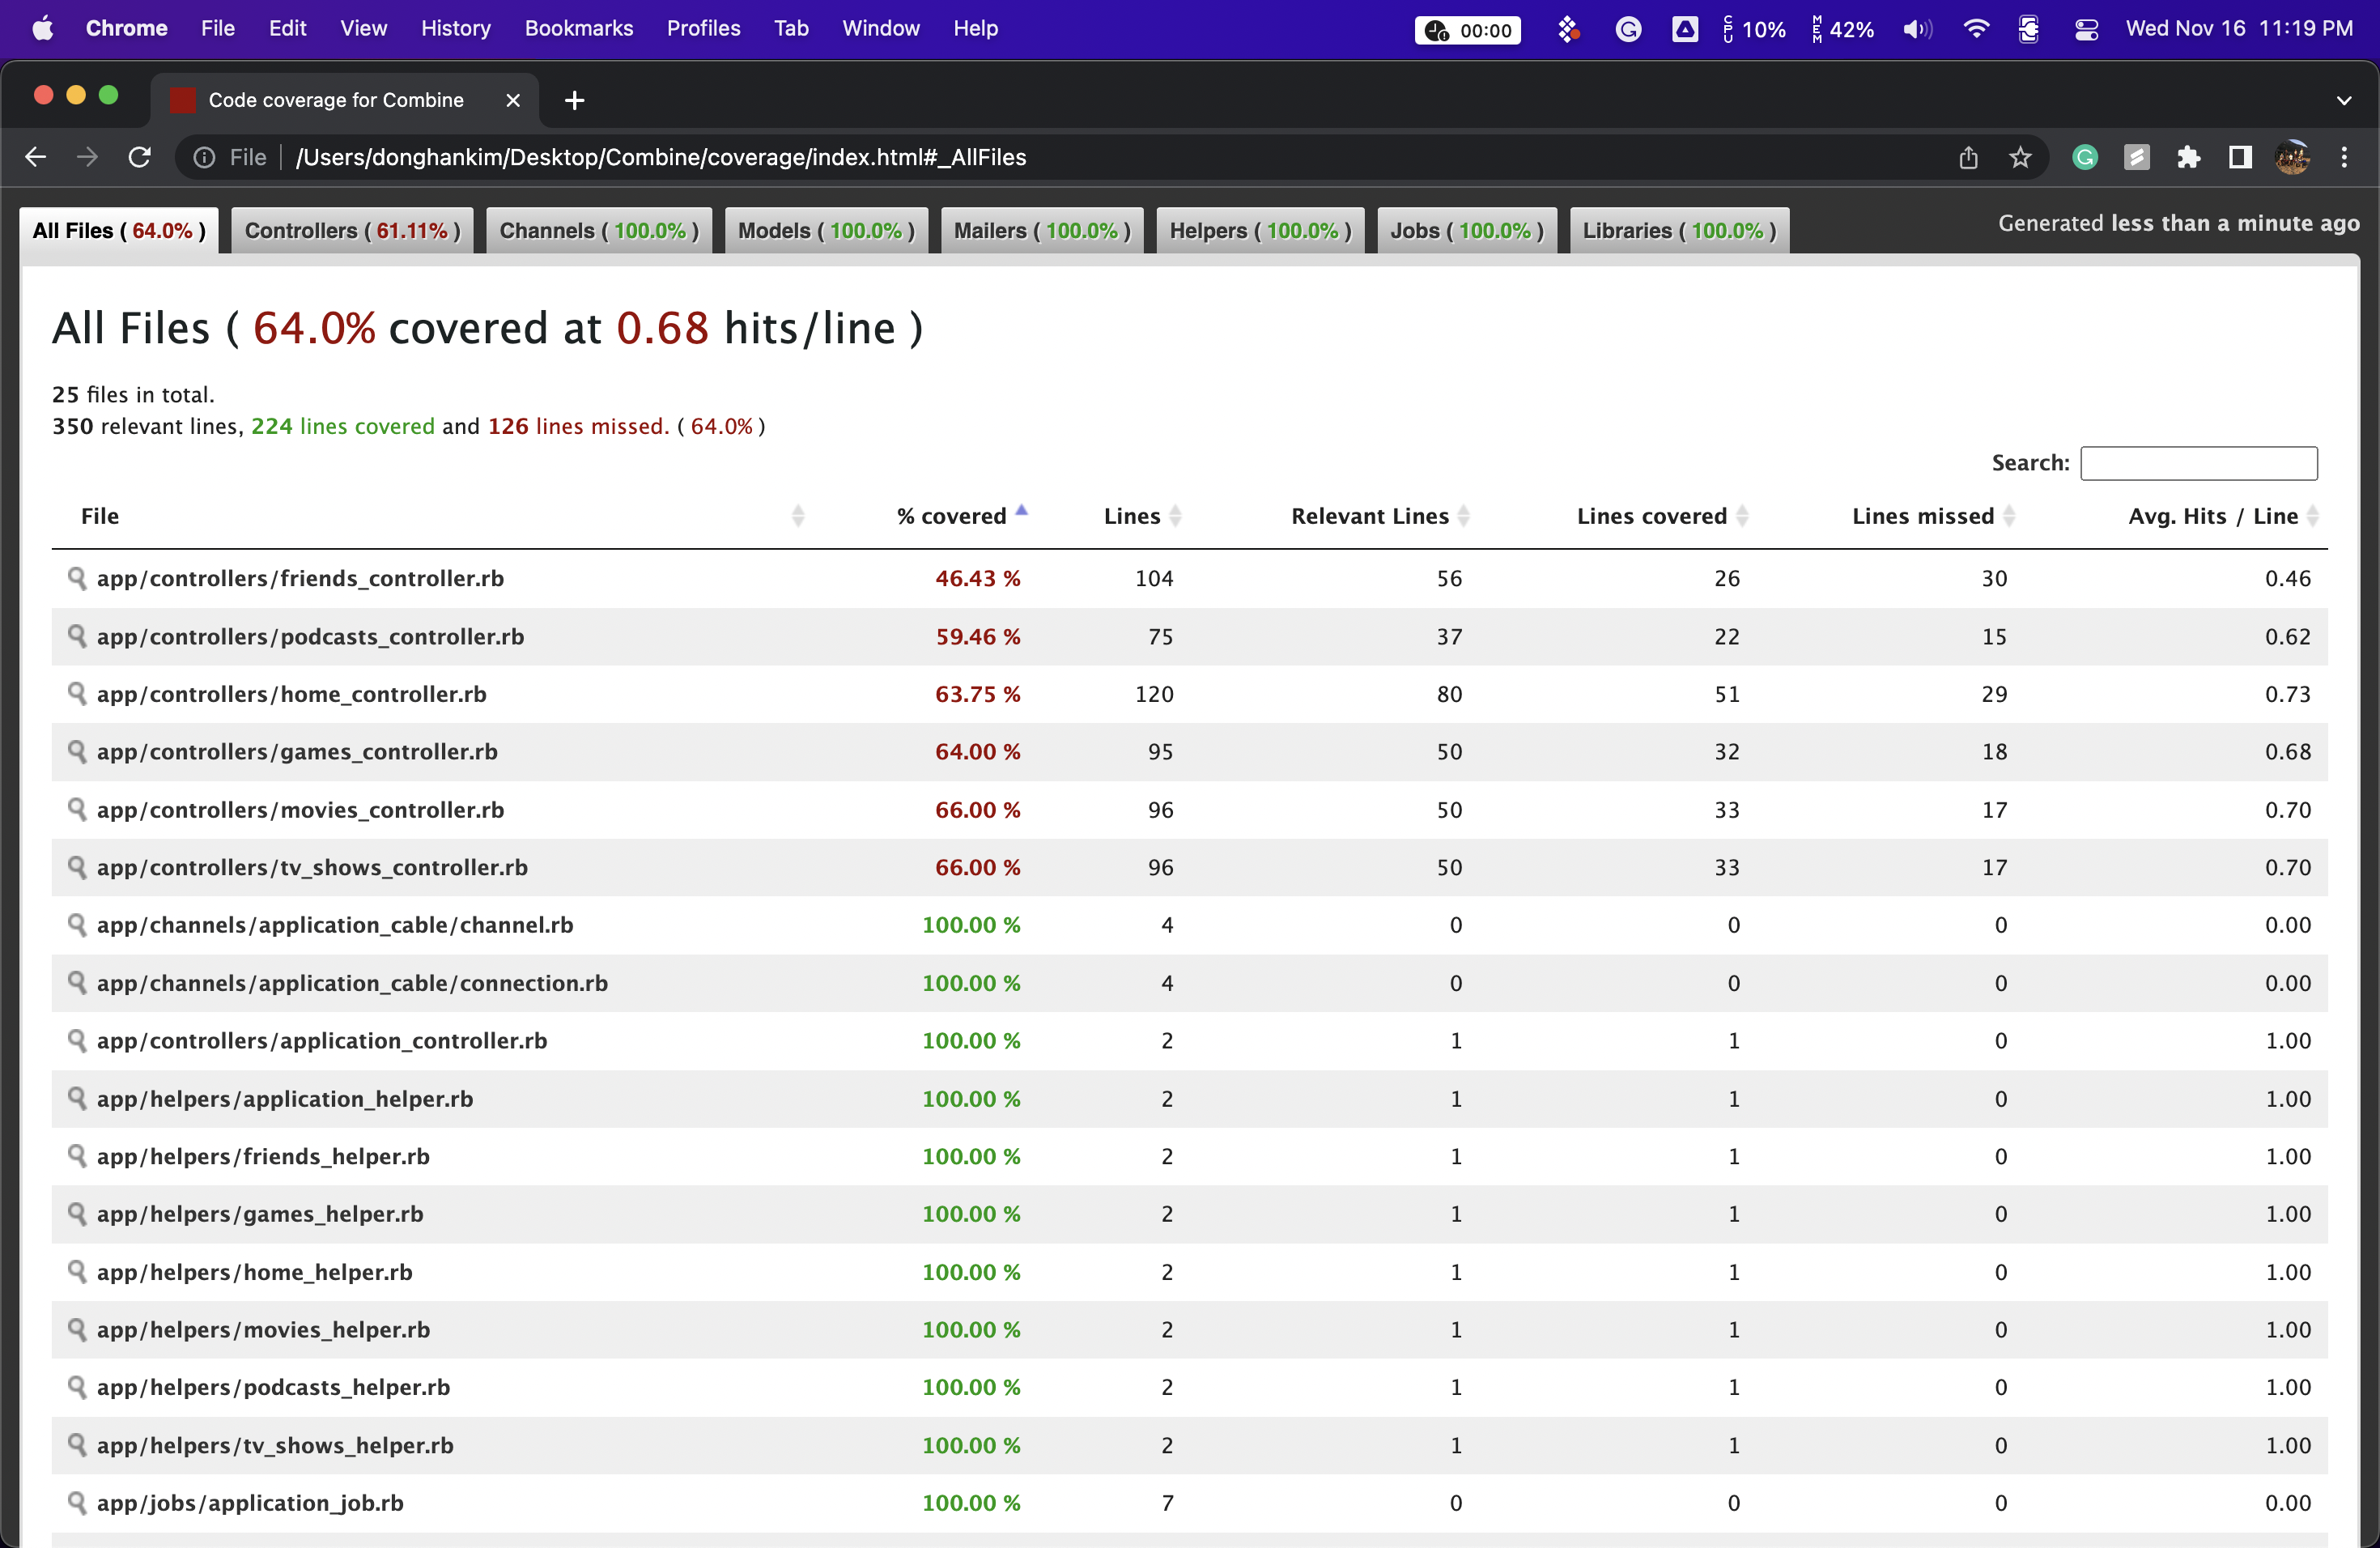 Chrome File Edit View History Bookmarks Profiles Tab Window Help 00:00 CPU 10% MEM 42% Wed Nov 16 11:19 PM
Code coverage for Combine
File /Users/donghankim/Desktop/Combine/coverage/index.html#_AllFiles
All Files ( 64.0% ) Controllers ( 61.11% ) Channels ( 100.0% ) Models ( 100.0% ) Mailers ( 100.0% ) Helpers ( 100.0% ) Jobs ( 100.0% ) Libraries ( 100.0% ) Generated less than a minute ago
All Files ( 64.0% covered at 0.68 hits/line )
25 files in total.
350 relevant lines, 224 lines covered and 126 lines missed. ( 64.0% )
Search:
File % covered Lines Relevant Lines Lines covered Lines missed Avg. Hits / Line
app/controllers/friends_controller.rb 46.43 % 104 56 26 30 0.46
app/controllers/podcasts_controller.rb 59.46 % 75 37 22 15 0.62
app/controllers/home_controller.rb 63.75 % 120 80 51 29 0.73
app/controllers/games_controller.rb 64.00 % 95 50 32 18 0.68
app/controllers/movies_controller.rb 66.00 % 96 50 33 17 0.70
app/controllers/tv_shows_controller.rb 66.00 % 96 50 33 17 0.70
app/channels/application_cable/channel.rb 100.00 % 4 0 0 0 0.00
app/channels/application_cable/connection.rb 100.00 % 4 0 0 0 0.00
app/controllers/application_controller.rb 100.00 % 2 1 1 0 1.00
app/helpers/application_helper.rb 100.00 % 2 1 1 0 1.00
app/helpers/friends_helper.rb 100.00 % 2 1 1 0 1.00
app/helpers/games_helper.rb 100.00 % 2 1 1 0 1.00
app/helpers/home_helper.rb 100.00 % 2 1 1 0 1.00
app/helpers/movies_helper.rb 100.00 % 2 1 1 0 1.00
app/helpers/podcasts_helper.rb 100.00 % 2 1 1 0 1.00
app/helpers/tv_shows_helper.rb 100.00 % 2 1 1 0 1.00
app/jobs/application_job.rb 100.00 % 7 0 0 0 0.00